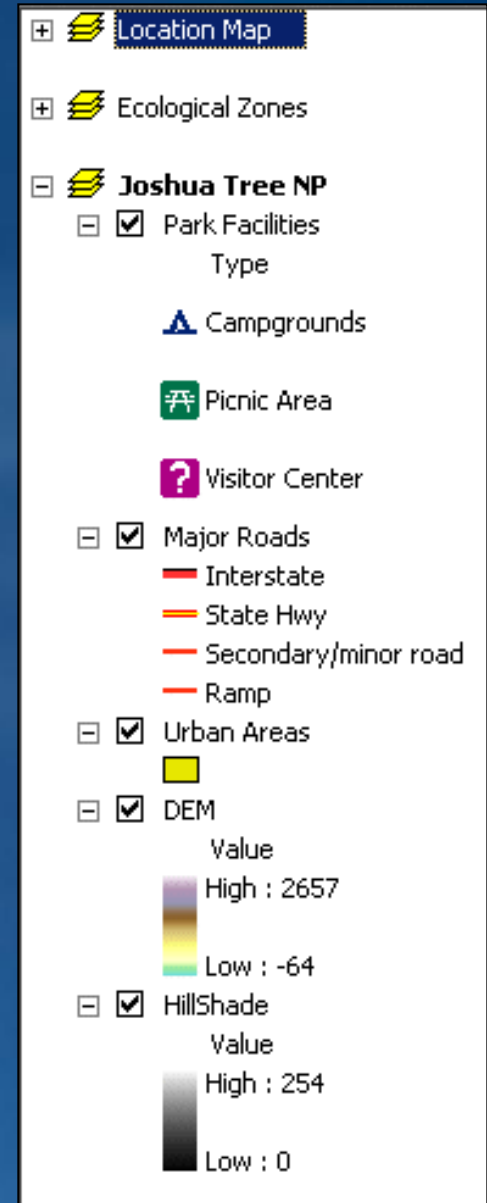 Location Map
Ecological Zones
Joshua Tree NP
Park Facilities
Type
Campgrounds
Picnic Area
? Visitor Center
Major Roads
Interstate
State Hwy
Secondary/minor road
Ramp
Urban Areas
DEM
Value
High : 2657
Low : -64
HillShade
Value
High : 254
Low : 0